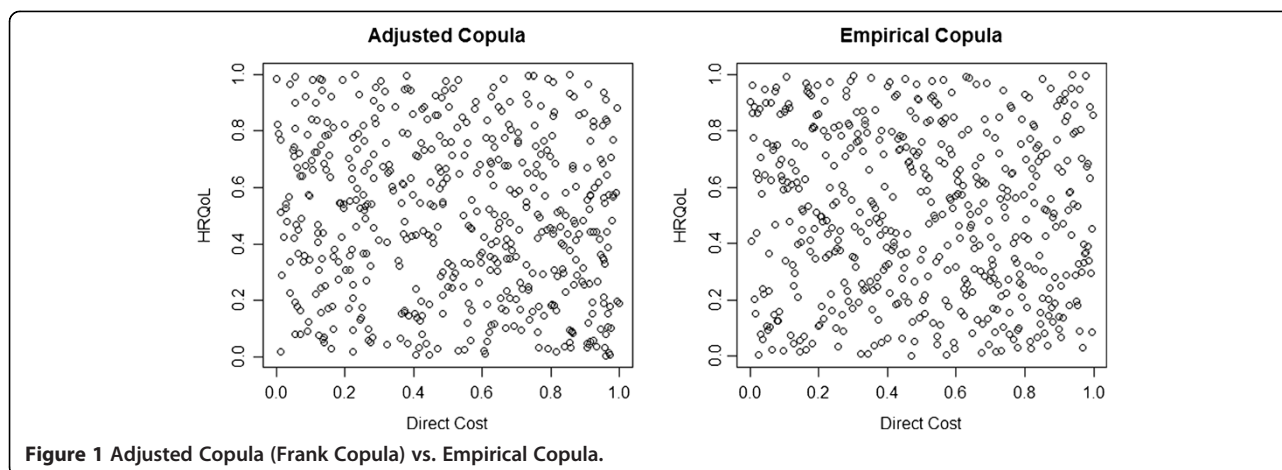 Adjusted Copula
HRQoL
1.0
0.8
0.6
0.4
0.2
0.0
0.0 0.2 0.4 0.6 0.8 1.0
Direct Cost
Empirical Copula
HRQoL
1.0
0.8
0.6
0.4
0.2
0.0
0.0 0.2 0.4 0.6 0.8 1.0
Direct Cost
Figure 1 Adjusted Copula (Frank Copula) vs. Empirical Copula.